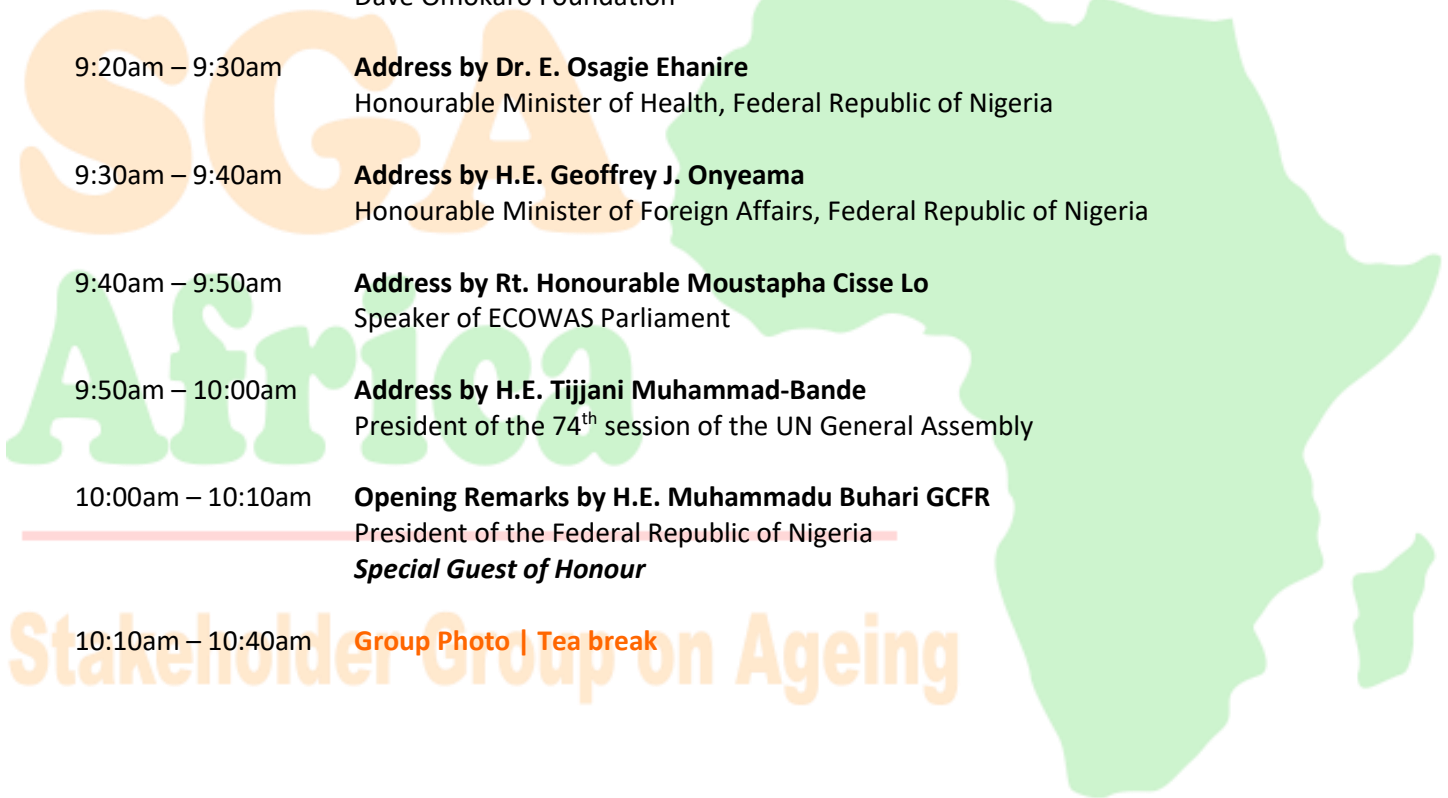 Dave Omokaro Foundation
9:20am – 9:30am Address by Dr. E. Osagie Ehanire
Honourable Minister of Health, Federal Republic of Nigeria
9:30am – 9:40am Address by H.E. Geoffrey J. Onyeama
Honourable Minister of Foreign Affairs, Federal Republic of Nigeria
9:40am – 9:50am Address by Rt. Honourable Moustapha Cisse Lo
Speaker of ECOWAS Parliament
9:50am – 10:00am Address by H.E. Tijjani Muhammad-Bande
President of the 74th session of the UN General Assembly
10:00am – 10:10am Opening Remarks by H.E. Muhammadu Buhari GCFR
President of the Federal Republic of Nigeria
Special Guest of Honour
10:10am – 10:40am Group Photo | Tea break
SGA
Africa
Stakeholder Group on Ageing